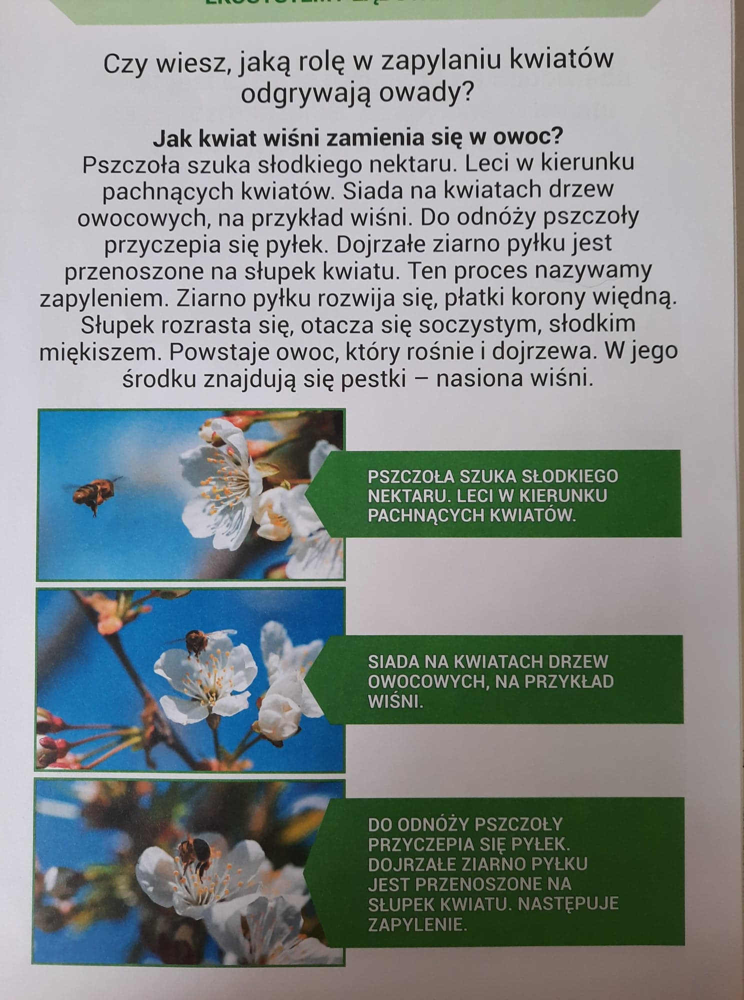 Czy wiesz, jaką rolę w zapylaniu kwiatów
odgrywają owady?
Jak kwiat wiśni zamienia się w owoc?
Pszczoła szuka słodkiego nektaru. Leci w kierunku
pachnących kwiatów. Siada na kwiatach drzew
owocowych, na przykład wiśni. Do odnóży pszczoły
przyczepia się pyłek. Dojrzałe ziarno pyłku jest
przenoszone na słupek kwiatu. Ten proces nazywamy
zapyleniem. Ziarno pyłku rozwija się, płatki korony więdną.
Słupek rozrasta się, otacza się soczystym, słodkim
miękiszem. Powstaje owoc, który rośnie i dojrzewa. W jego
środku znajdują się pestki – nasiona wiśni.
PSZCZOŁA SZUKA SŁODKIEGO
NEKTARU. LECI W KIERUNKU
PACHNĄCYCH KWIATÓW.
SIADA NA KWIATACH DRZEW
OWOCOWYCH, NA PRZYKŁAD
WIŚNI.
DO ODNÓŻY PSZCZOŁY
PRZYCZEPIA SIĘ PYŁEK.
DOJRZAŁE ZIARNO PYŁKU
JEST PRZENOSZONE NA
SŁUPEK KWIATU. NASTĘPUJE
ZAPYLENIE.